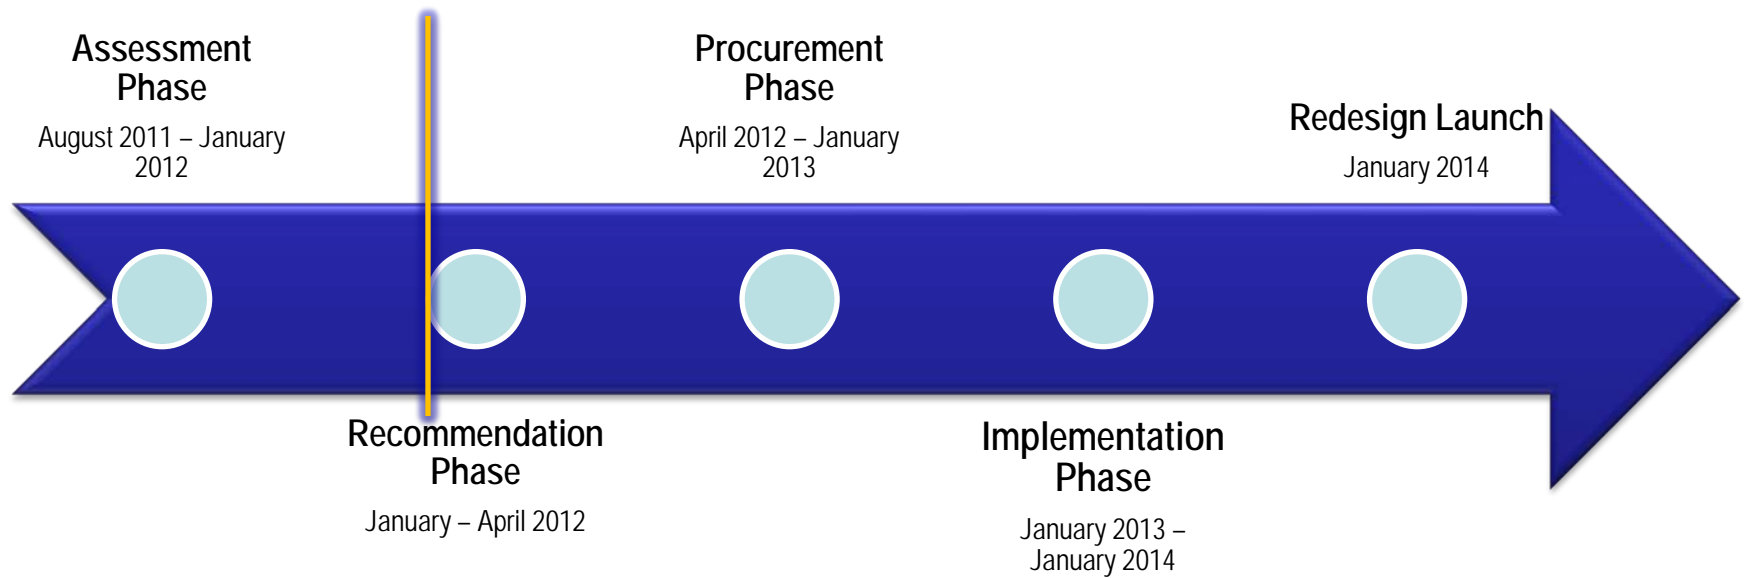 Assessment
Phase
August 2011 – January
2012
Procurement
Phase
April 2012 – January
2013
Redesign Launch
January 2014
Recommendation
Phase
January – April 2012
Implementation
Phase
January 2013 –
January 2014